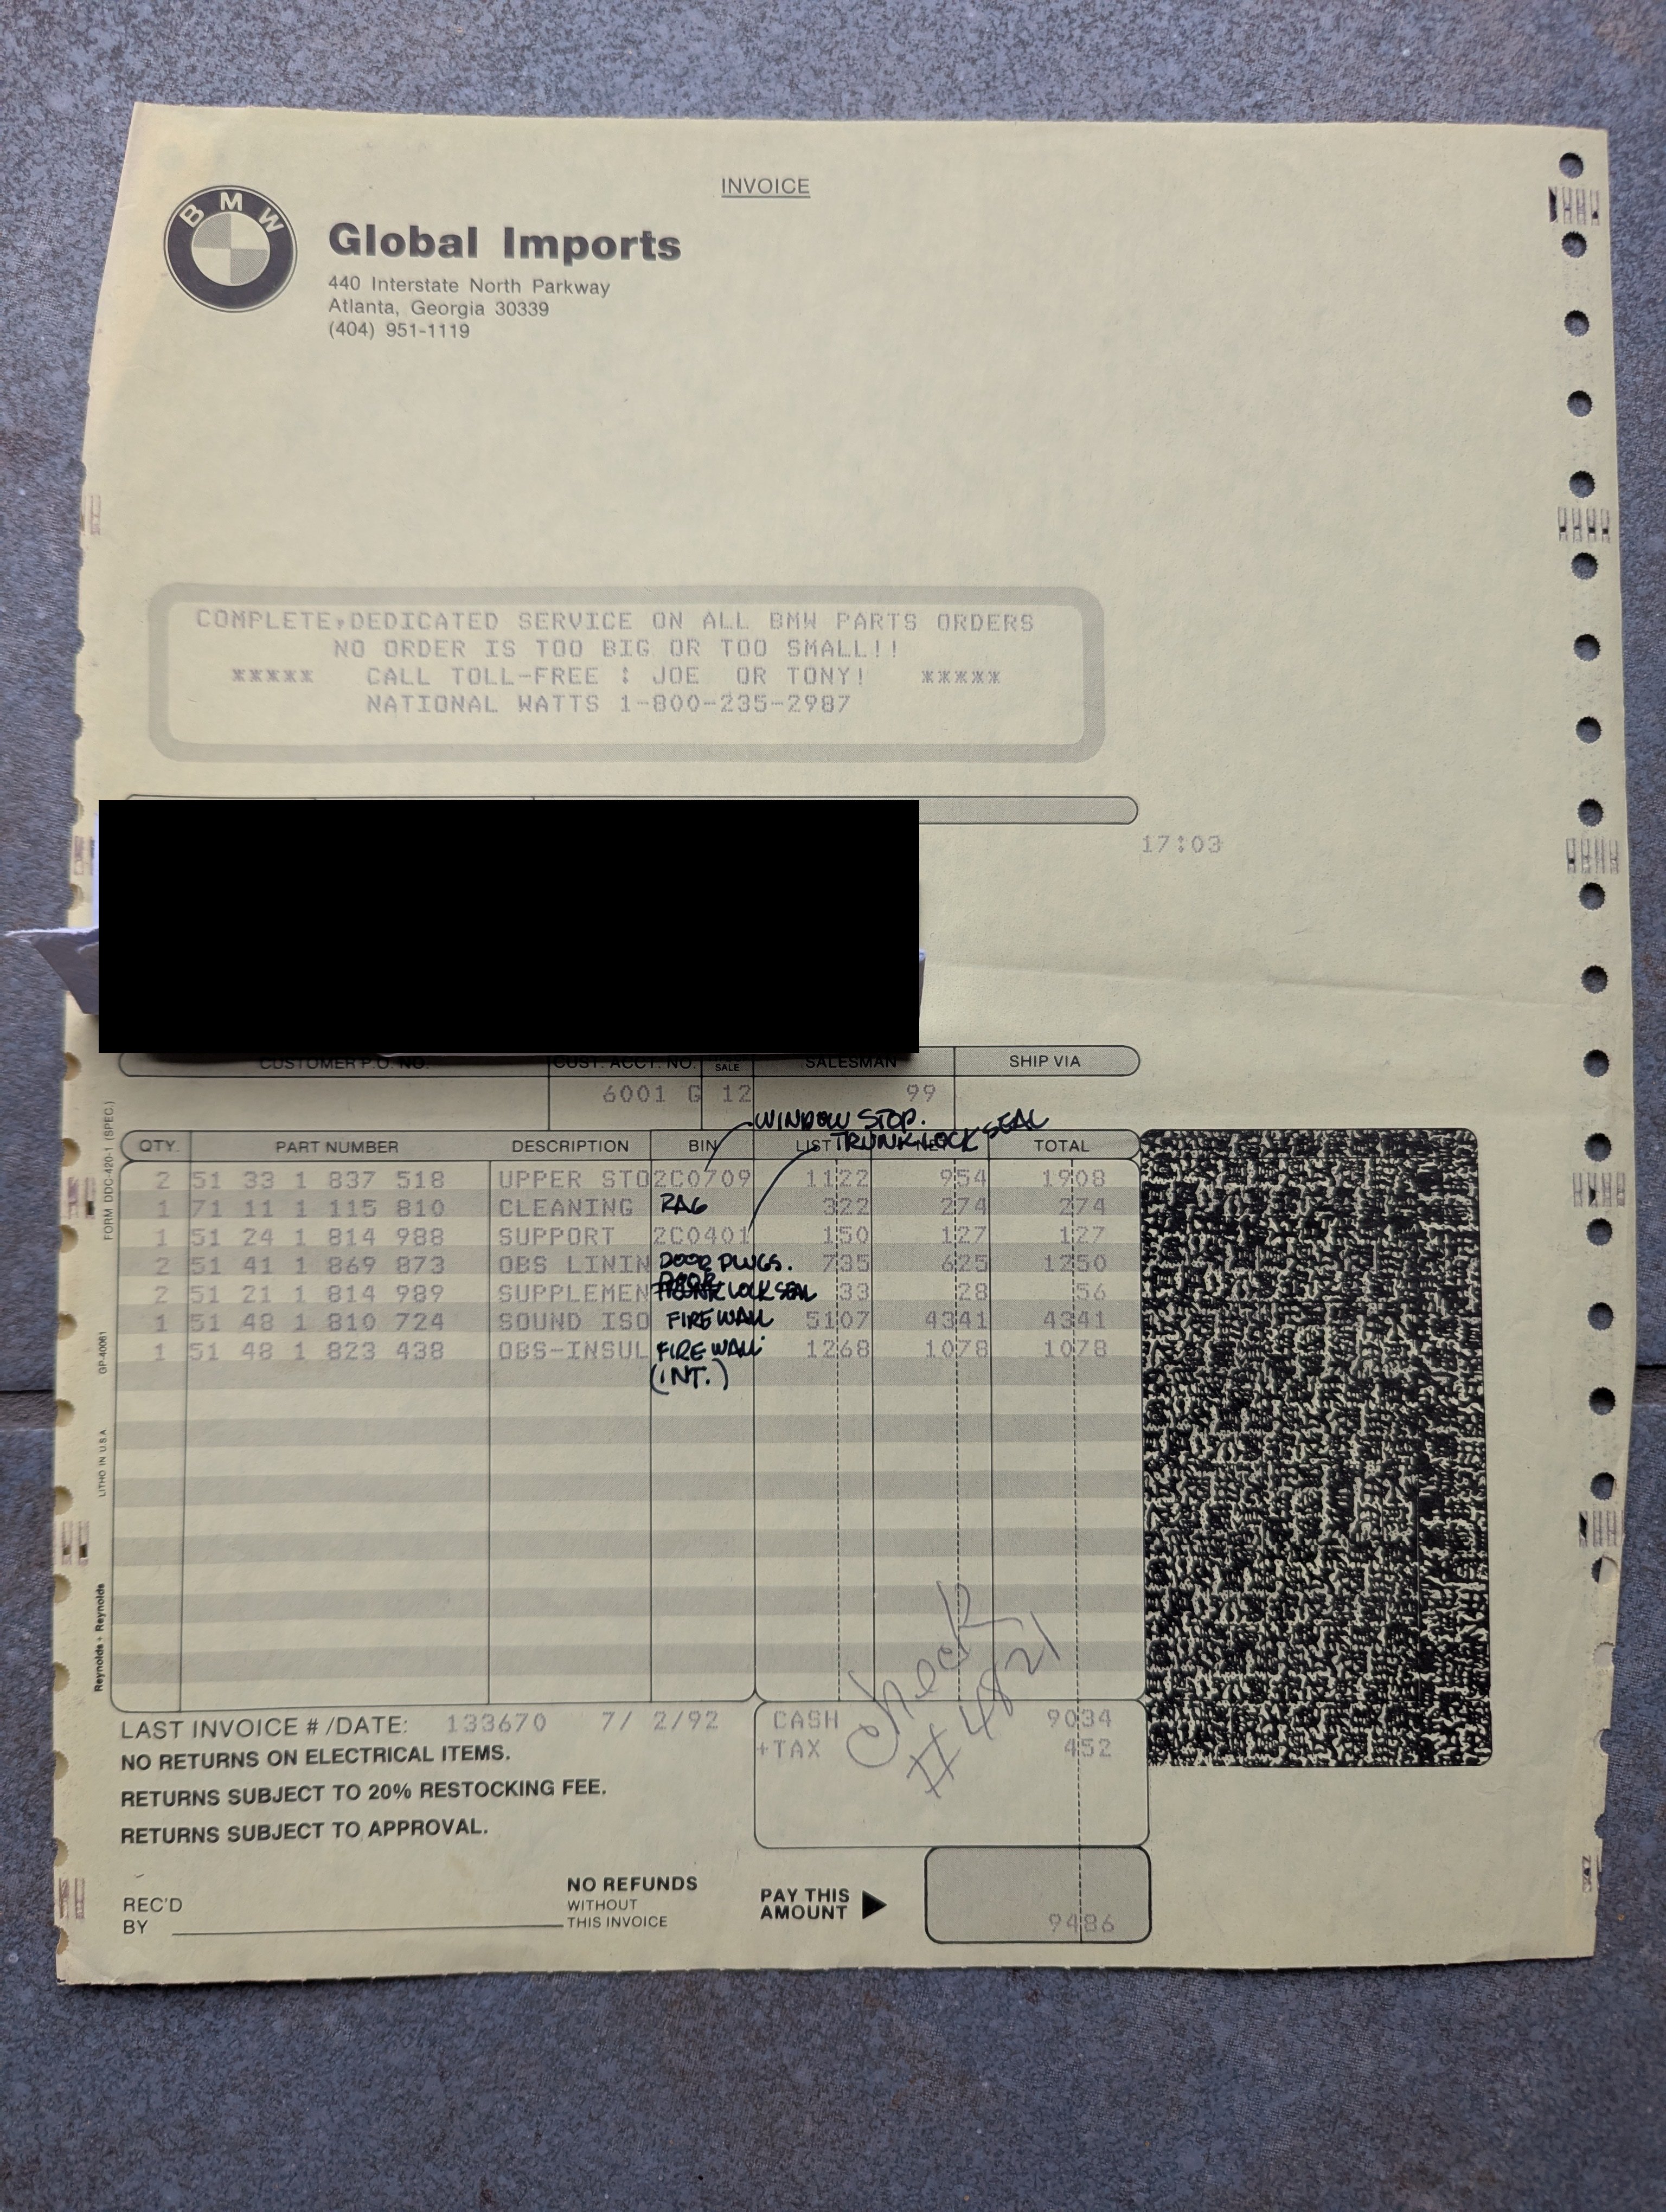 INVOICE
BMW
Global Imports
440 Interstate North Parkway
Atlanta, Georgia 30339
(404) 951-1119
COMPLETE,DEDICATED SERVICE ON ALL BMW PARTS ORDERS
NO ORDER IS TOO BIG OR TOO SMALL!!
***** CALL TOLL-FREE : JOE OR TONY! *****
NATIONAL WATTS 1-800-235-2987
17:03
CUSTOMER P.O. NO. CUST. ACCT. NO. SALE SALESMAN SHIP VIA
6001 G 12 99
WINDOW STOP.
TRUNK LOCK SEAL
QTY. PART NUMBER DESCRIPTION BIN LIST TOTAL
2 51 33 1 837 518 UPPER STO 2C0709 1122 954 1908
1 71 11 1 115 810 CLEANING RAG 322 274 274
1 51 24 1 814 988 SUPPORT 2C0401 150 127 127
2 51 41 1 869 873 OBS LININ DOOR PLUGS. 735 625 1250
DOOR
2 51 21 1 814 989 SUPPLEMEN LOCK SEAL 33 28 56
1 51 48 1 810 724 SOUND ISO FIREWALL 5107 4341 4341
1 51 48 1 823 438 OBS-INSUL FIREWALL 1268 1078 1078
(INT.)
FORM DDC-420-1 (SPEC.)
GP-40081
LITHO IN U.S.A
Reynolds + Reynolds
Check
#4821
LAST INVOICE # /DATE: 133670 7/ 2/92 CASH 9034
+TAX 452
NO RETURNS ON ELECTRICAL ITEMS.
RETURNS SUBJECT TO 20% RESTOCKING FEE.
RETURNS SUBJECT TO APPROVAL.
REC'D
BY
NO REFUNDS
WITHOUT
THIS INVOICE
PAY THIS
AMOUNT
9486